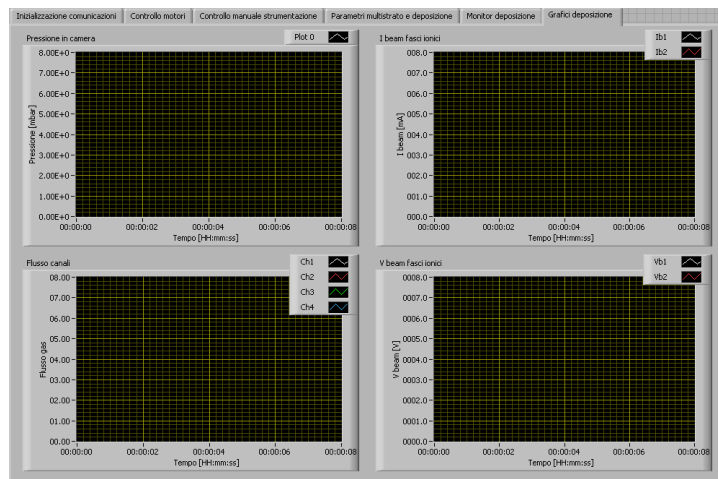 Inizializzazione comunicazioni Controllo motori Controllo manuale strumentazione Parametri multistrato e deposizione Monitor deposizione Grafici deposizione
Pressione in camera
Plot 0
8.00E+0
7.00E+0
6.00E+0
5.00E+0
4.00E+0
3.00E+0
2.00E+0
1.00E+0
0.00E+0
Pressione [mbar]
00:00:00 00:00:02 00:00:04 00:00:06 00:00:08
Tempo [HH:mm:ss]
I beam fasci ionici
Ib1
Ib2
008.0
007.0
006.0
005.0
004.0
003.0
002.0
001.0
000.0
I beam [mA]
00:00:00 00:00:02 00:00:04 00:00:06 00:00:08
Tempo [HH:mm:ss]
Flusso canali
Ch1
Ch2
Ch3
Ch4
08.00
07.00
06.00
05.00
04.00
03.00
02.00
01.00
00.00
Flusso gas
00:00:00 00:00:02 00:00:04 00:00:06 00:00:08
Tempo [HH:mm:ss]
V beam fasci ionici
Vb1
Vb2
0008.0
0007.0
0006.0
0005.0
0004.0
0003.0
0002.0
0001.0
0000.0
V beam [V]
00:00:00 00:00:02 00:00:04 00:00:06 00:00:08
Tempo [HH:mm:ss]